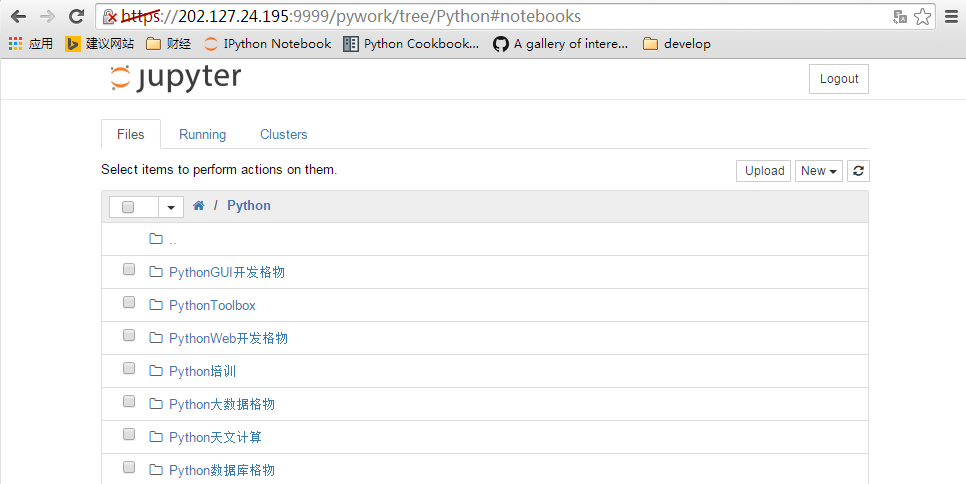 https://202.127.24.195:9999/pywork/tree/Python#notebooks
应用 建议网站 财经 IPython Notebook Python Cookbook... A gallery of intere... develop
jupyter Logout
Files Running Clusters
Select items to perform actions on them. Upload New
/ Python
..
PythonGUI开发格物
PythonToolbox
PythonWeb开发格物
Python培训
Python大数据格物
Python天文计算
Python数据库格物